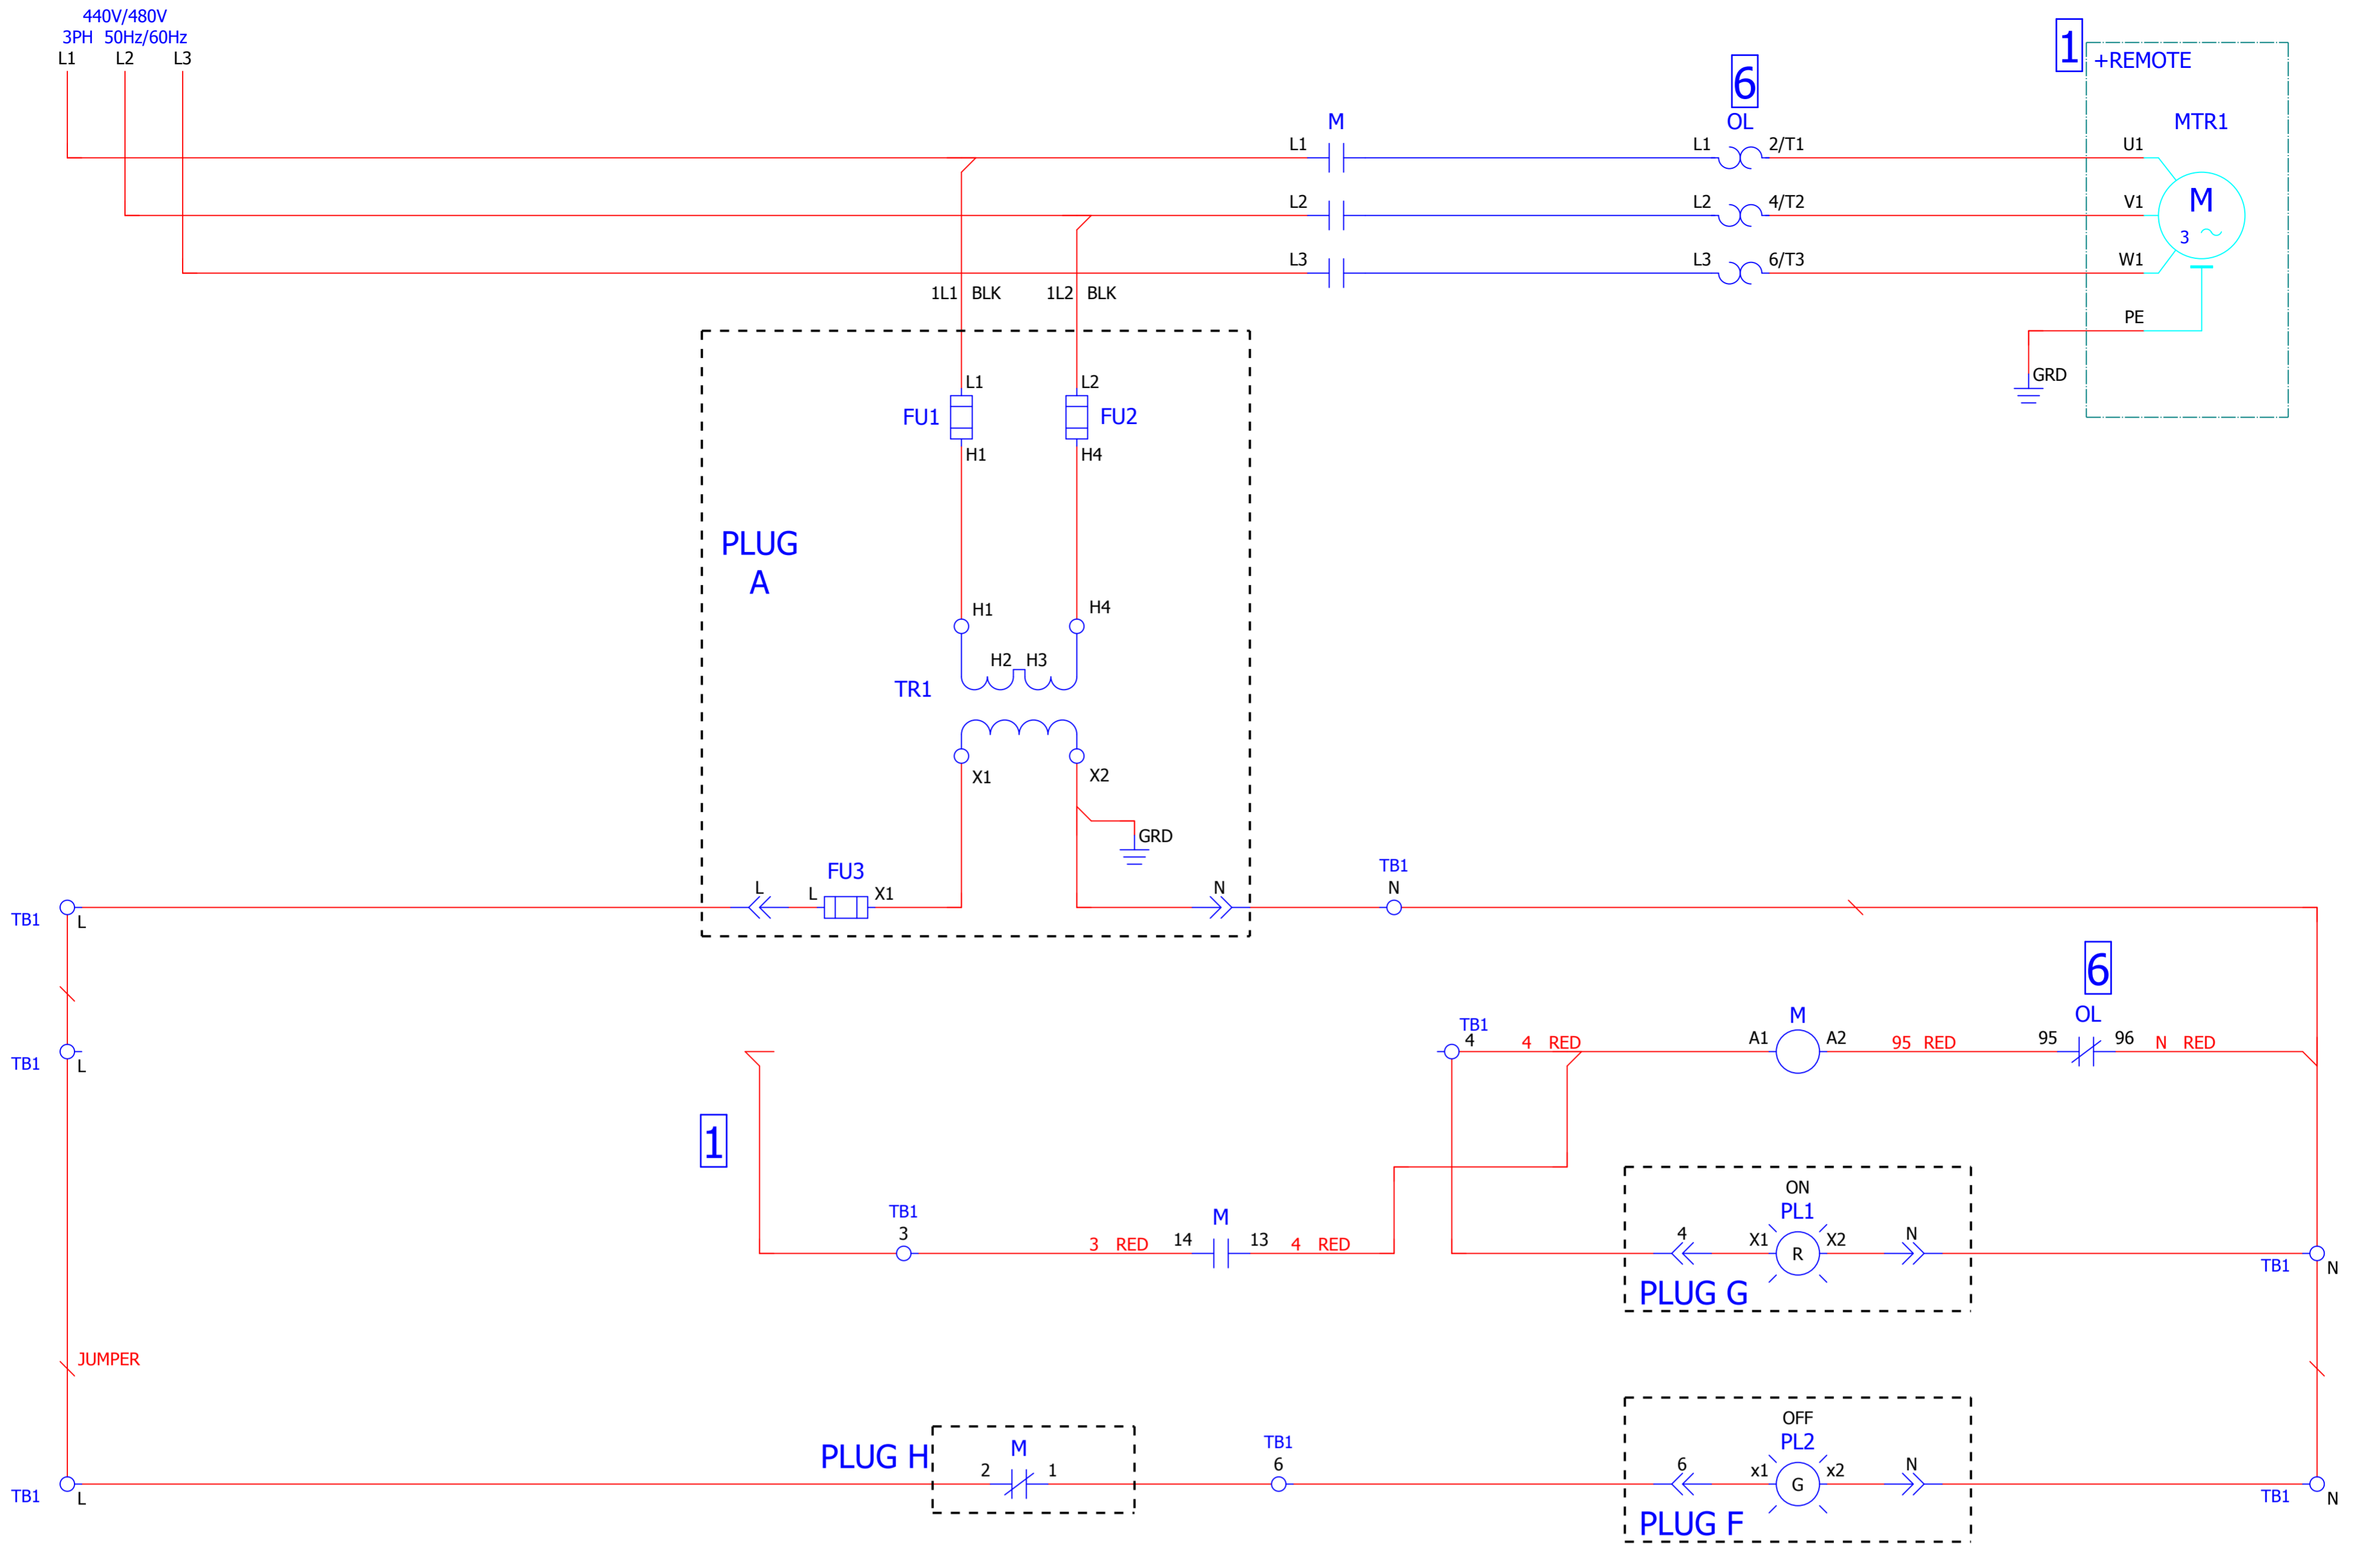 440V/480V
3PH 50Hz/60Hz
L1 L2 L3
1
+REMOTE
6
M
OL
MTR1
L1
L1
2/T1
U1
M
3
L2
L2
4/T2
V1
L3
L3
6/T3
W1
1L1 BLK
1L2 BLK
PE
GRD
L1
L2
FU1
FU2
H1
H4
PLUG
A
H1
H4
H2 H3
TR1
X1
X2
GRD
FU3
L
L
X1
N
TB1
N
TB1
L
6
OL
TB1
4
4 RED
M
A1
A2
95 RED
95
96
N RED
TB1
L
1
TB1
3
3 RED
M
14
13
4 RED
ON
PL1
4
X1
R
X2
N
PLUG G
TB1
N
JUMPER
OFF
PL2
PLUG H
M
2
1
TB1
6
6
x1
G
x2
N
PLUG F
TB1
L
TB1
N